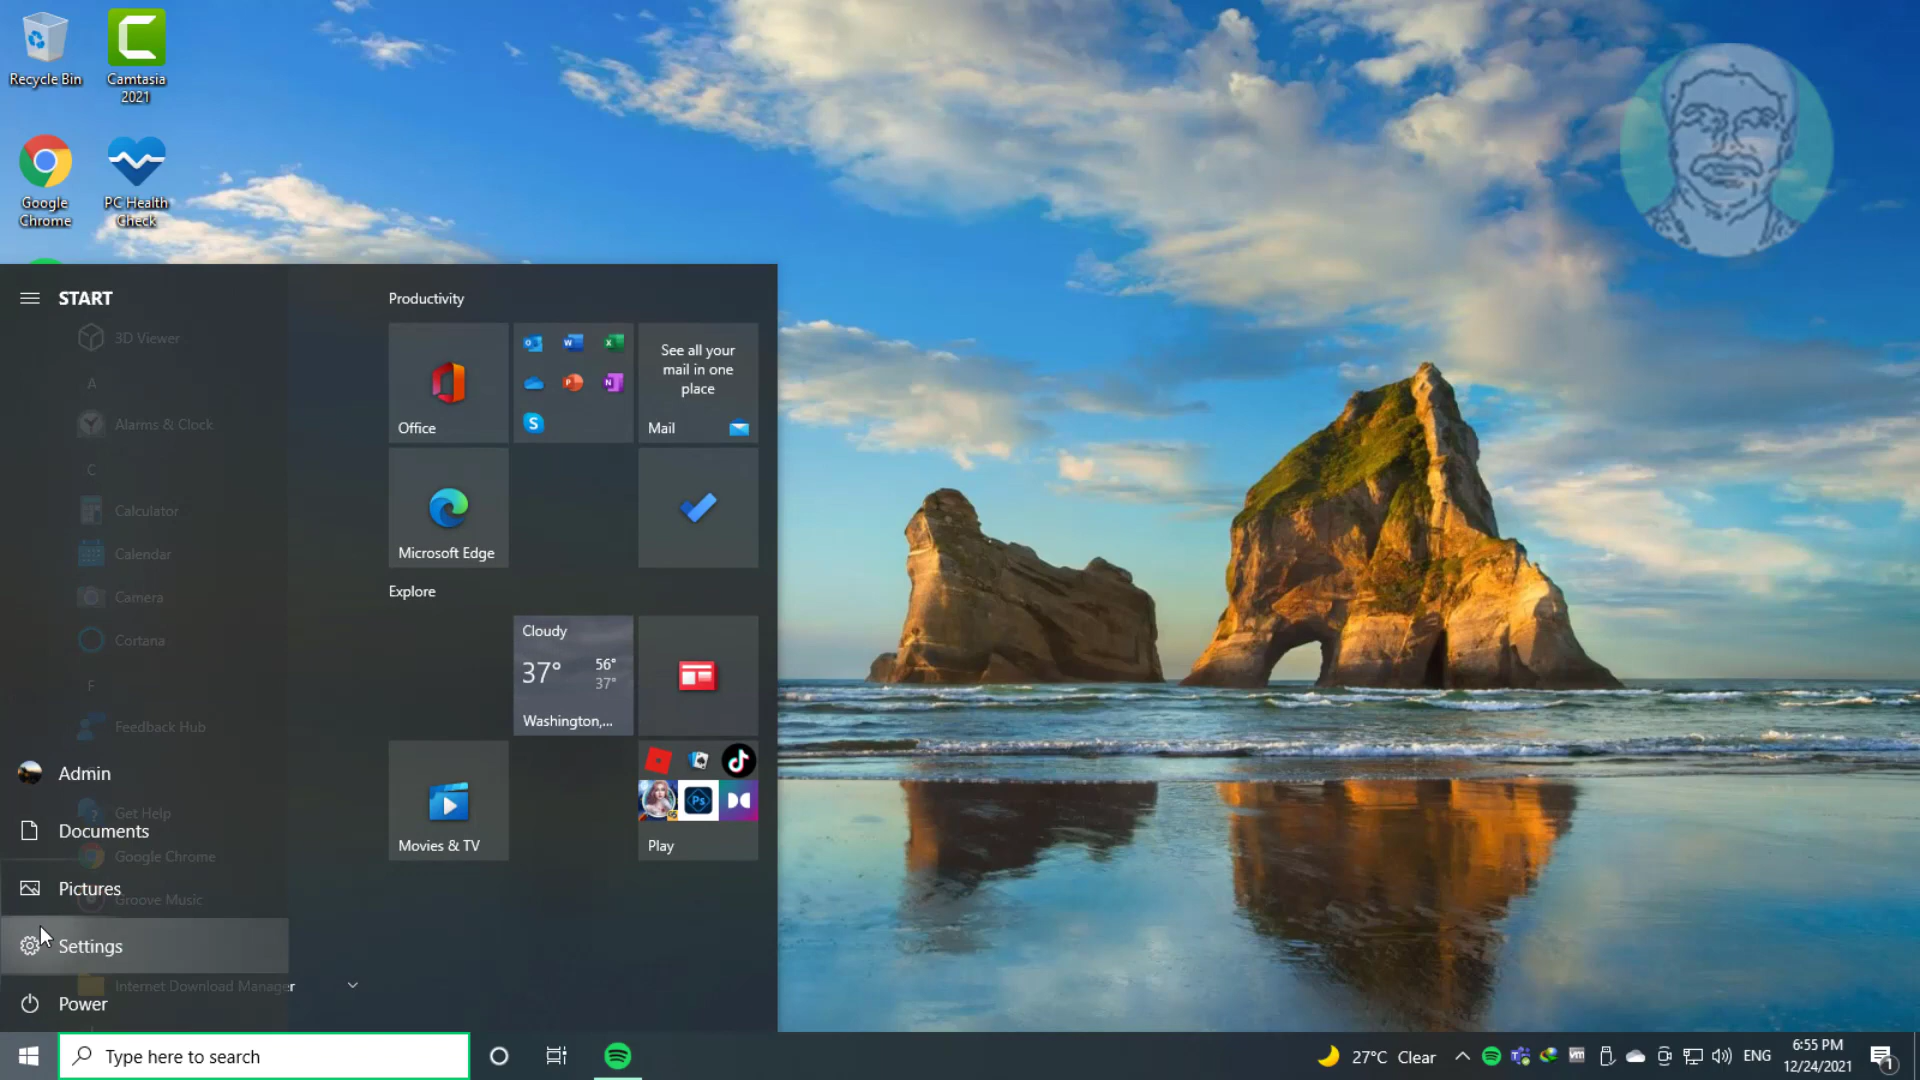 Recycle Bin
Camtasia
2021
Google
Chrome
PC Health
Check
START
3D Viewer
A
Alarms & Clock
C
Calculator
Calendar
Camera
Cortana
F
Feedback Hub
Admin
Get Help
Documents
Google Chrome
Pictures
Groove Music
Settings
Internet Download Manager
Power
Productivity
Office
See all your
mail in one
place
Mail
Microsoft Edge
Explore
Cloudy
37°
56°
37°
Washington,...
Movies & TV
Play
Type here to search
27°C Clear
ENG
6:55 PM
12/24/2021
1